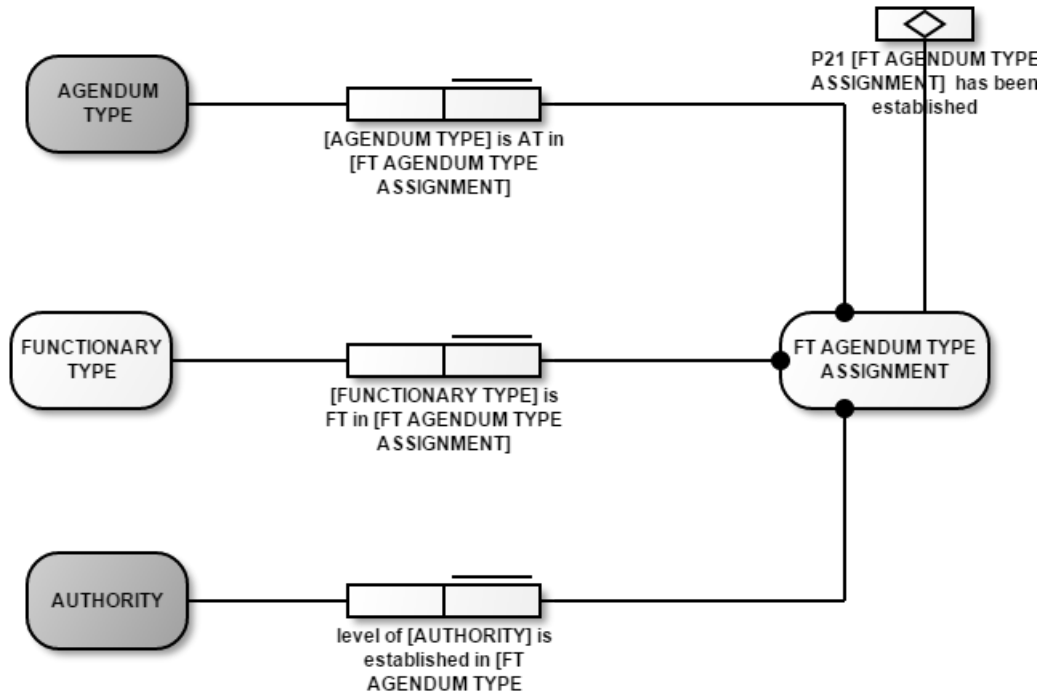 P21 [FT AGENDUM TYPE
ASSIGNMENT] has been
established
AGENDUM
TYPE
[AGENDUM TYPE] is AT in
[FT AGENDUM TYPE
ASSIGNMENT]
FUNCTIONARY
TYPE
[FUNCTIONARY TYPE] is
FT in [FT AGENDUM TYPE
ASSIGNMENT]
FT AGENDUM TYPE
ASSIGNMENT
AUTHORITY
level of [AUTHORITY] is
established in [FT
AGENDUM TYPE